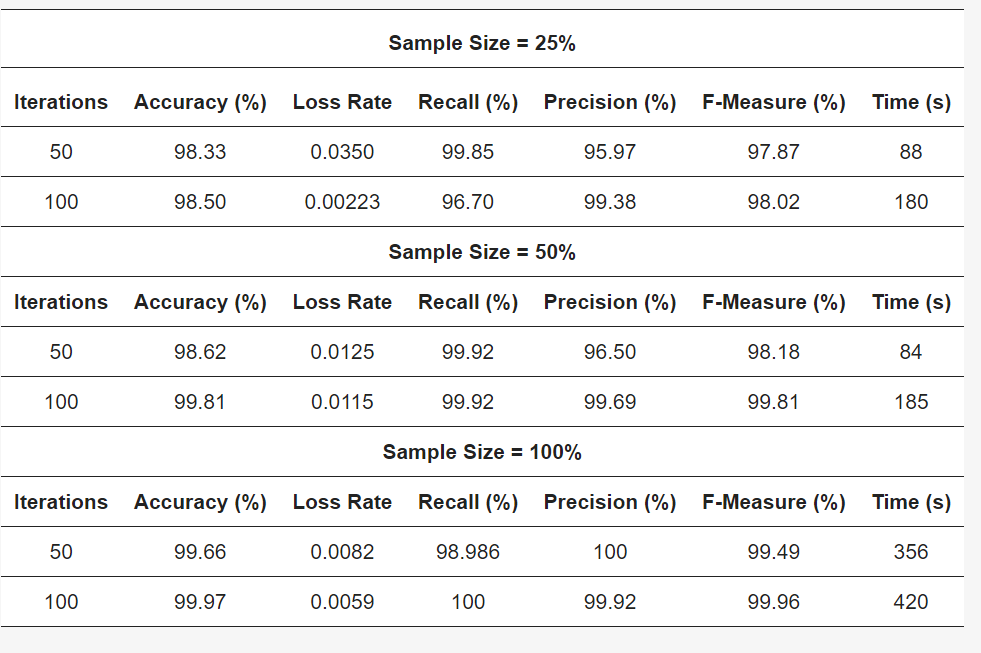 Sample Size = 25%
Iterations Accuracy (%) Loss Rate Recall (%) Precision (%) F-Measure (%) Time (s)
50 98.33 0.0350 99.85 95.97 97.87 88
100 98.50 0.00223 96.70 99.38 98.02 180
Sample Size = 50%
Iterations Accuracy (%) Loss Rate Recall (%) Precision (%) F-Measure (%) Time (s)
50 98.62 0.0125 99.92 96.50 98.18 84
100 99.81 0.0115 99.92 99.69 99.81 185
Sample Size = 100%
Iterations Accuracy (%) Loss Rate Recall (%) Precision (%) F-Measure (%) Time (s)
50 99.66 0.0082 98.986 100 99.49 356
100 99.97 0.0059 100 99.92 99.96 420